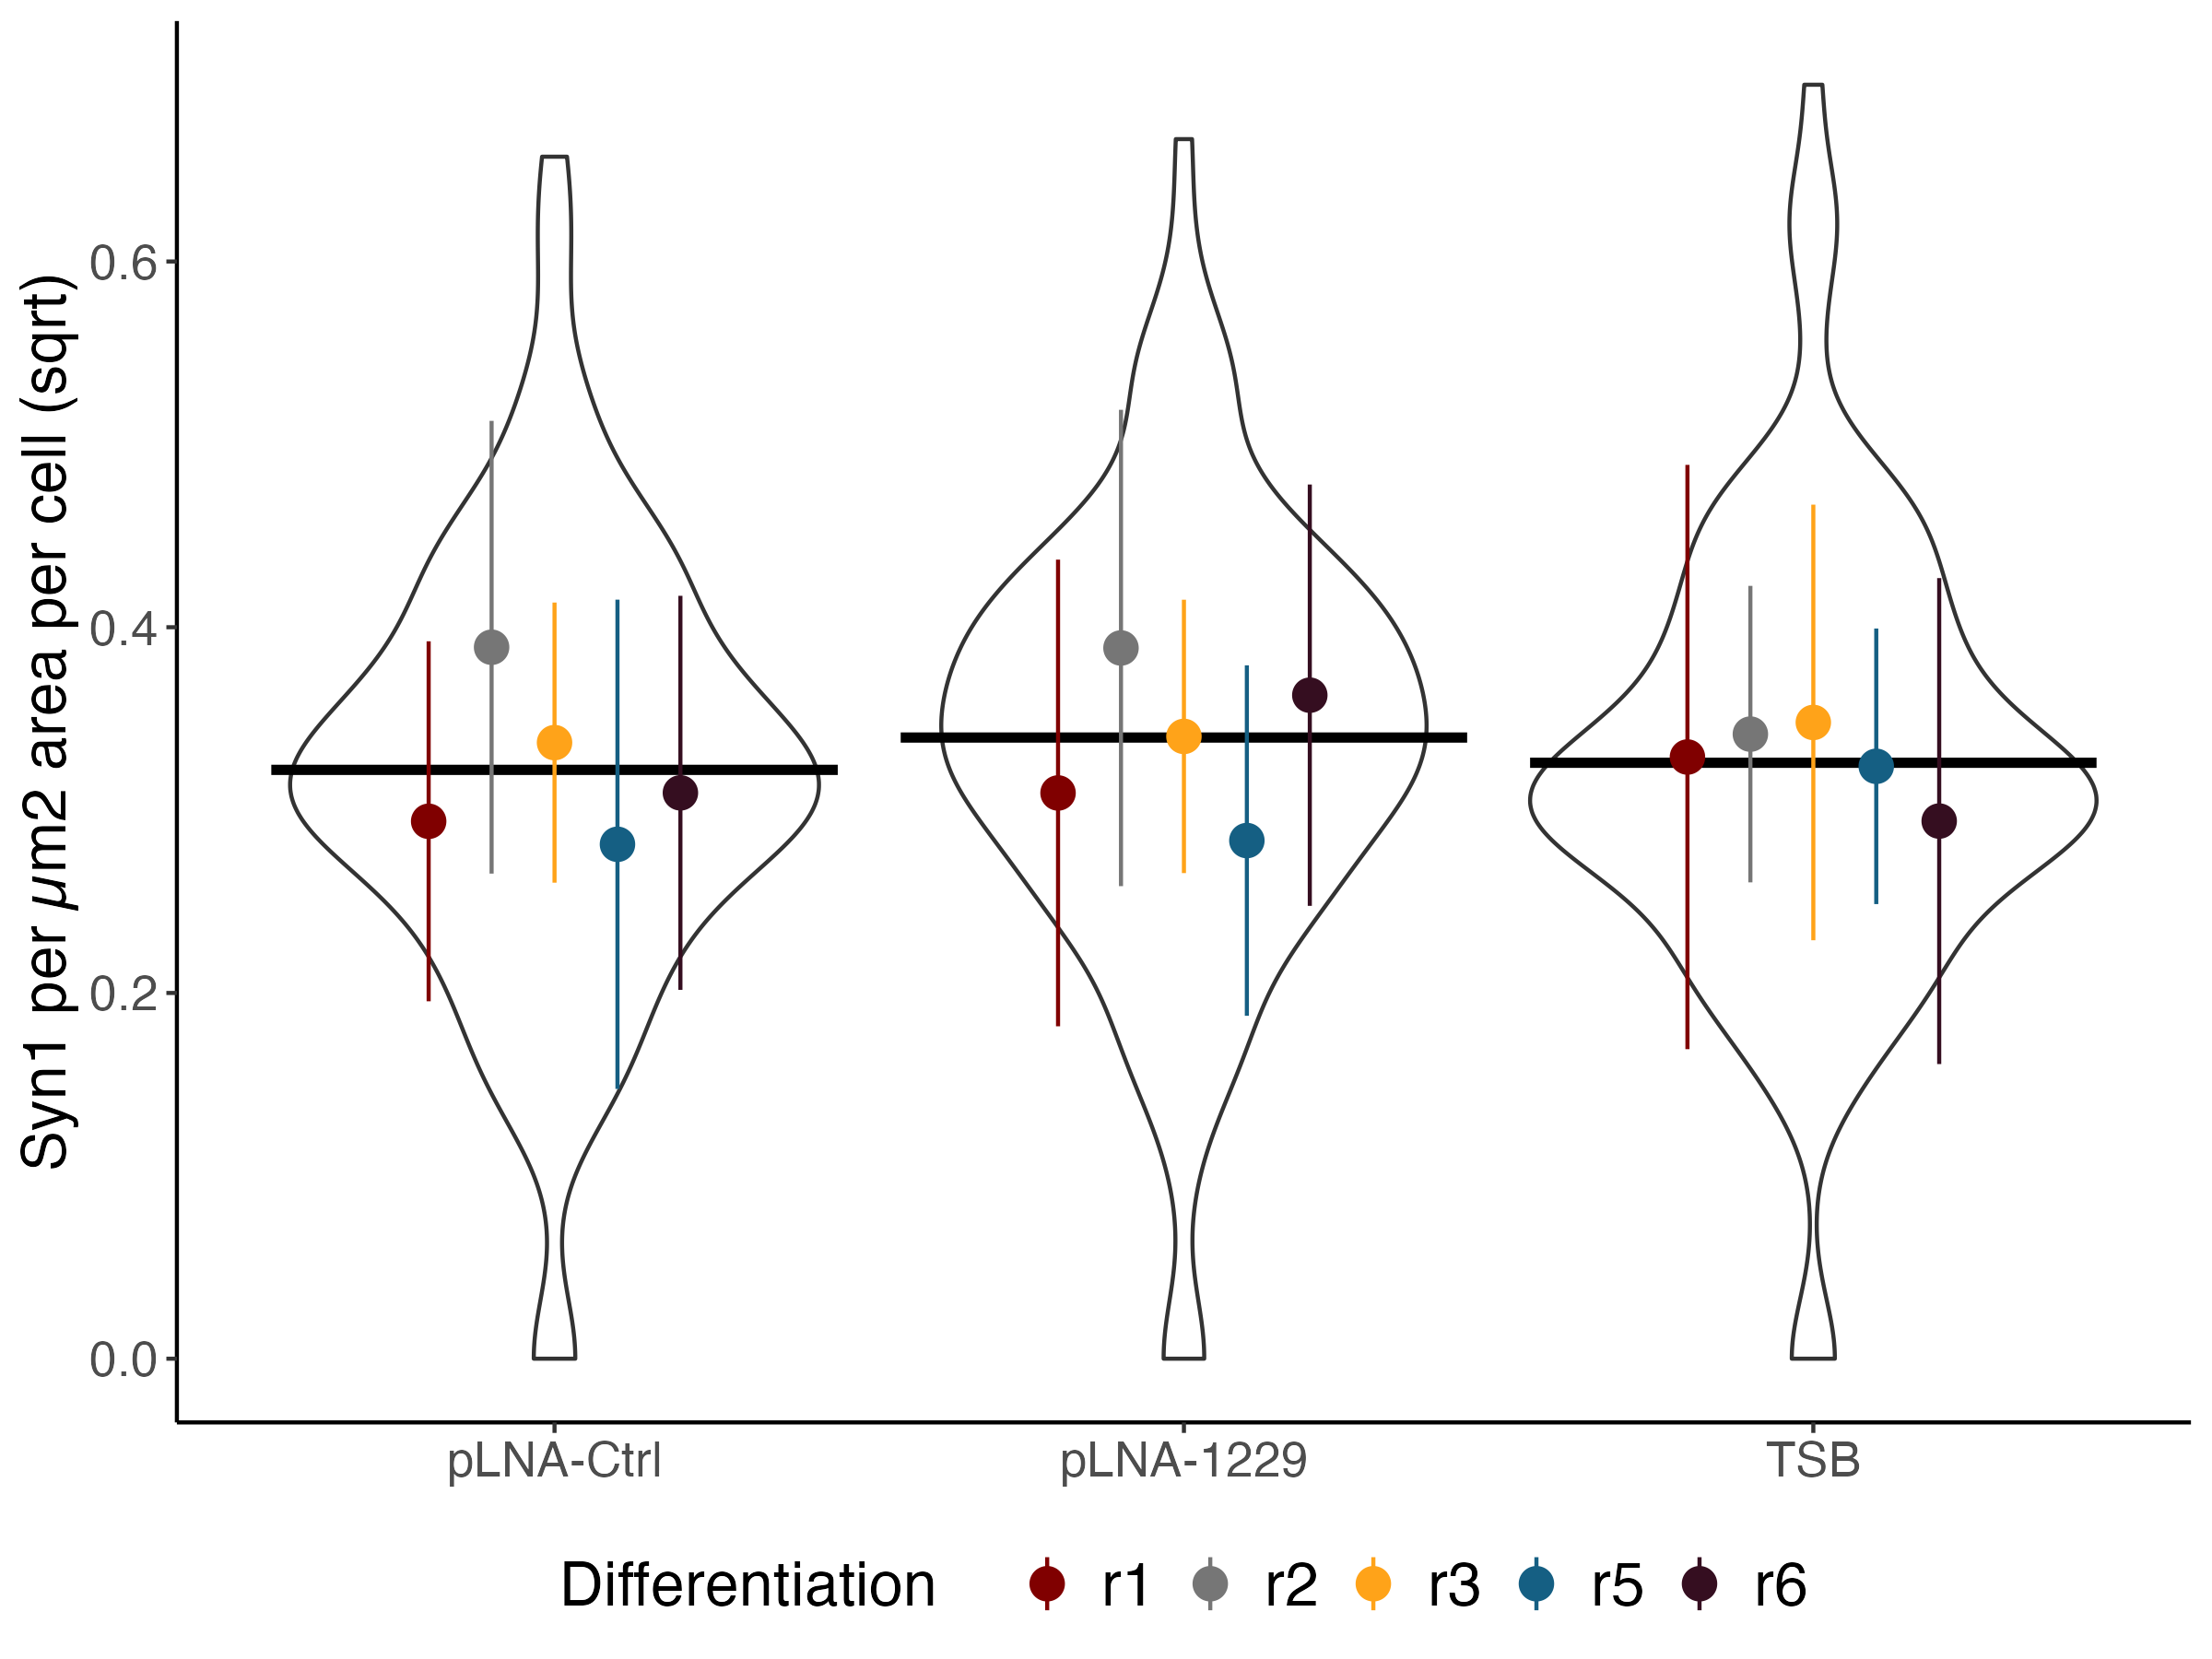 Syn1 per µm2 area per cell (sqrt)
0.6
0.4
0.2
0.0
pLNA-Ctrl pLNA-1229 TSB
Differentiation r1 r2 r3 r5 r6